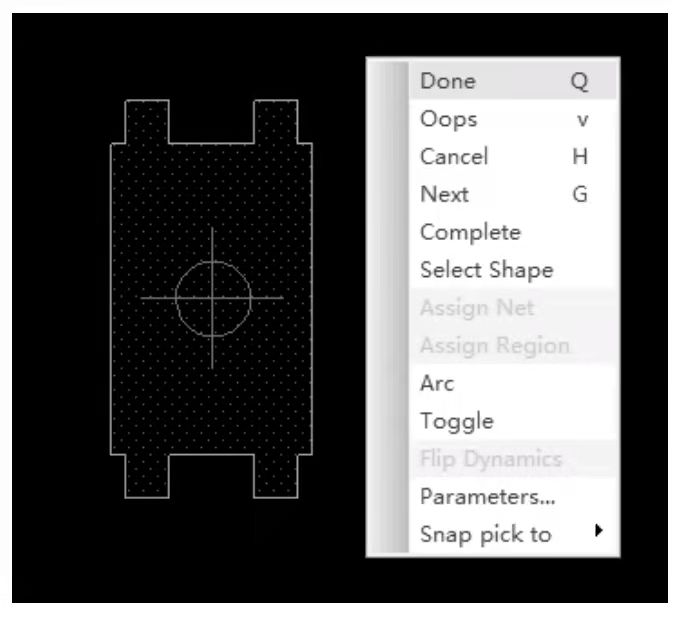 Done Q
Oops v
Cancel H
Next G
Complete
Select Shape
Assign Net
Assign Region
Arc
Toggle
Flip Dynamics
Parameters...
Snap pick to